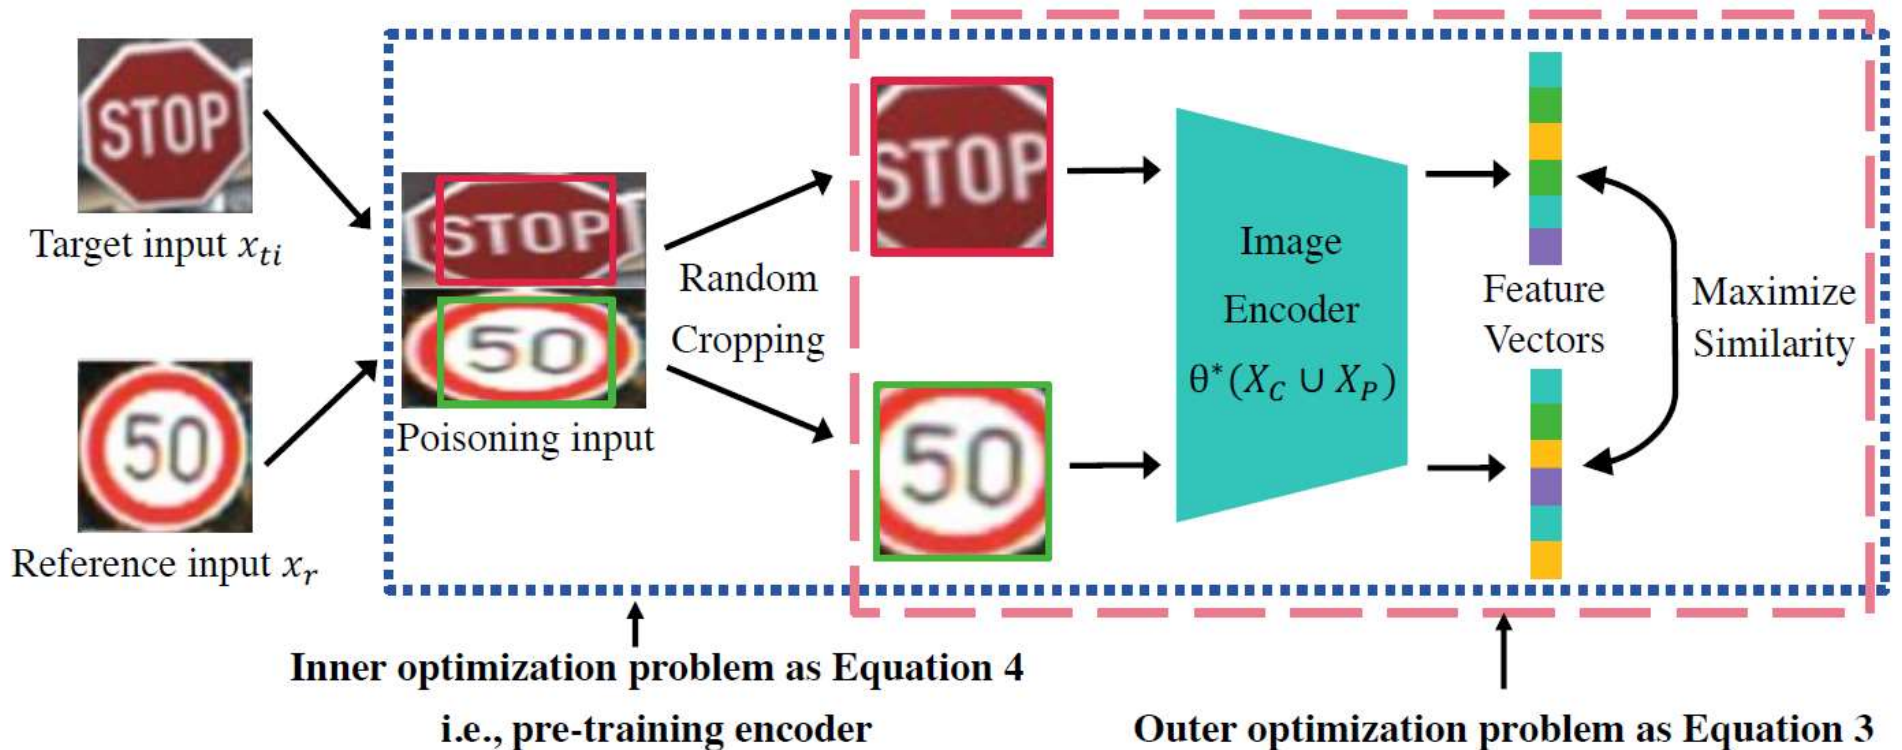 STOP
Target input x_{ti}
50
Reference input x_r
STOP
50
Poisoning input
Random
Cropping
STOP
50
Image
Encoder
θ*(X_C ∪ X_P)
Feature
Vectors
Maximize
Similarity
Inner optimization problem as Equation 4
i.e., pre-training encoder
Outer optimization problem as Equation 3